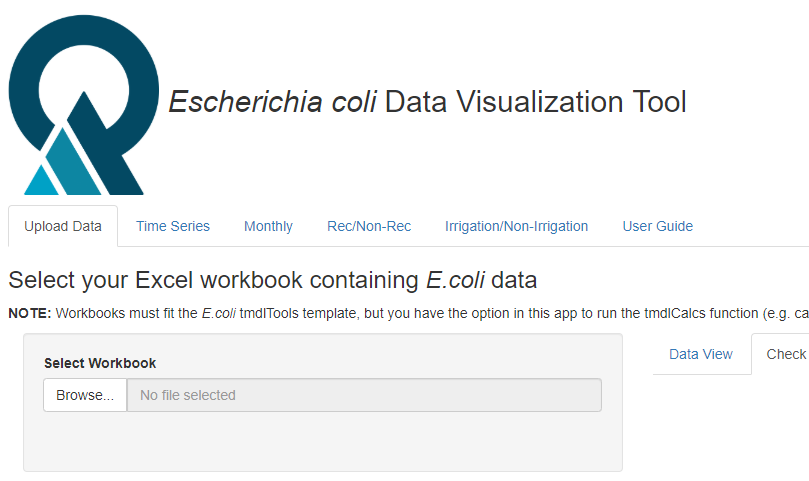 Escherichia coli Data Visualization Tool
Upload Data Time Series Monthly Rec/Non-Rec Irrigation/Non-Irrigation User Guide
Select your Excel workbook containing E.coli data
NOTE: Workbooks must fit the E.coli tmdlTools template, but you have the option in this app to run the tmdlCalcs function (e.g. ca
Data View Check
Select Workbook
Browse... No file selected